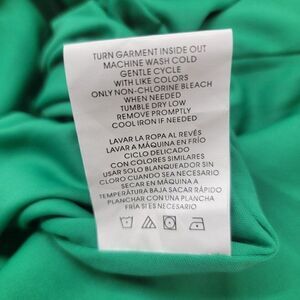 TURN GARMENT INSIDE OUT
MACHINE WASH COLD
GENTLE CYCLE
WITH LIKE COLORS
ONLY NON-CHLORINE BLEACH
WHEN NEEDED
TUMBLE DRY LOW
REMOVE PROMPTLY
COOL IRON IF NEEDED
LAVAR LA ROPA AL REVÉS
LAVAR A MÁQUINA EN FRÍO
CICLO DELICADO
CON COLORES SIMILARES
USAR SOLO BLANQUEADOR SIN
CLORO CUANDO SEA NECESARIO
SECAR EN MÁQUINA A
TEMPERATURA BAJA SACAR RÁPIDO
PLANCHAR CON UNA PLANCHA
FRIA SI ES NECESARIO